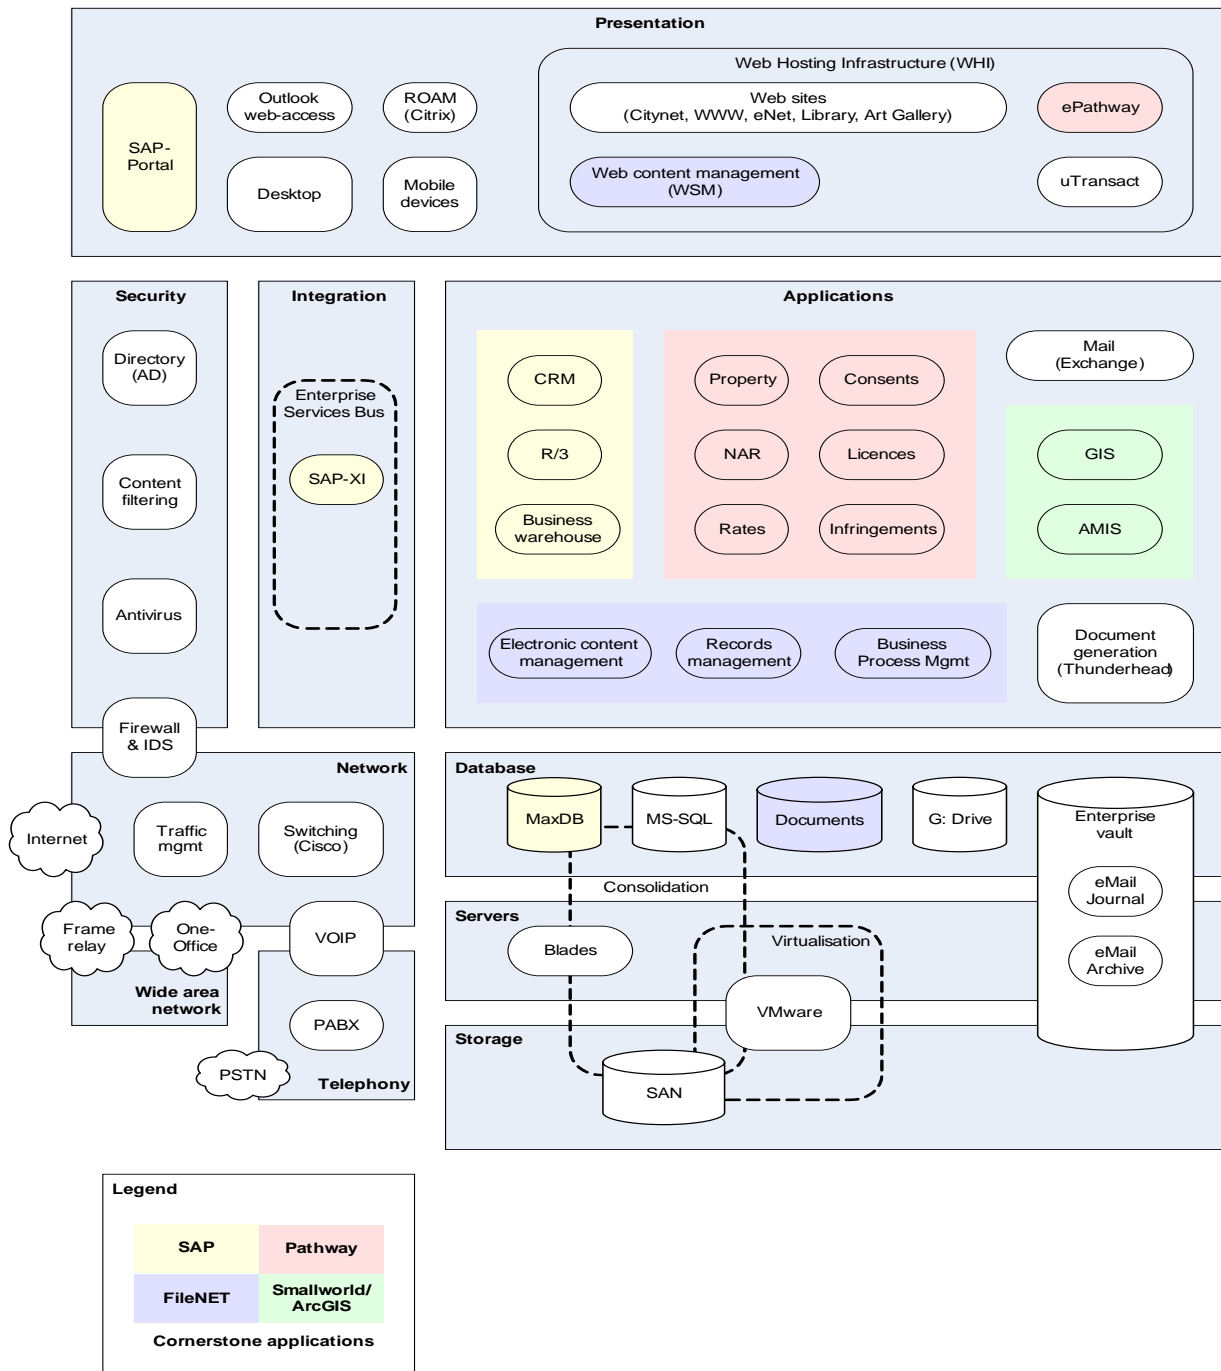 Presentation
SAP-
Portal
Outlook
web-access
ROAM
(Citrix)
Desktop
Mobile
devices
Web Hosting Infrastructure (WHI)
Web sites
(Citynet, WWW, eNet, Library, Art Gallery)
ePathway
Web content management
(WSM)
uTransact
Security
Directory
(AD)
Content
filtering
Antivirus
Firewall
& IDS
Integration
Enterprise
Services Bus
SAP-XI
Applications
CRM
R/3
Business
warehouse
Property
Consents
NAR
Licences
Rates
Infringements
Mail
(Exchange)
GIS
AMIS
Electronic content
management
Records
management
Business
Process Mgmt
Document
generation
(Thunderhead)
Network
Internet
Traffic
mgmt
Switching
(Cisco)
Frame
relay
One-
Office
VOIP
Wide area
network
PABX
PSTN
Telephony
Database
MaxDB
MS-SQL
Documents
G: Drive
Enterprise
vault
eMail
Journal
eMail
Archive
Consolidation
Servers
Blades
Virtualisation
VMware
Storage
SAN
Legend
SAP
Pathway
FileNET
Smallworld/
ArcGIS
Cornerstone applications